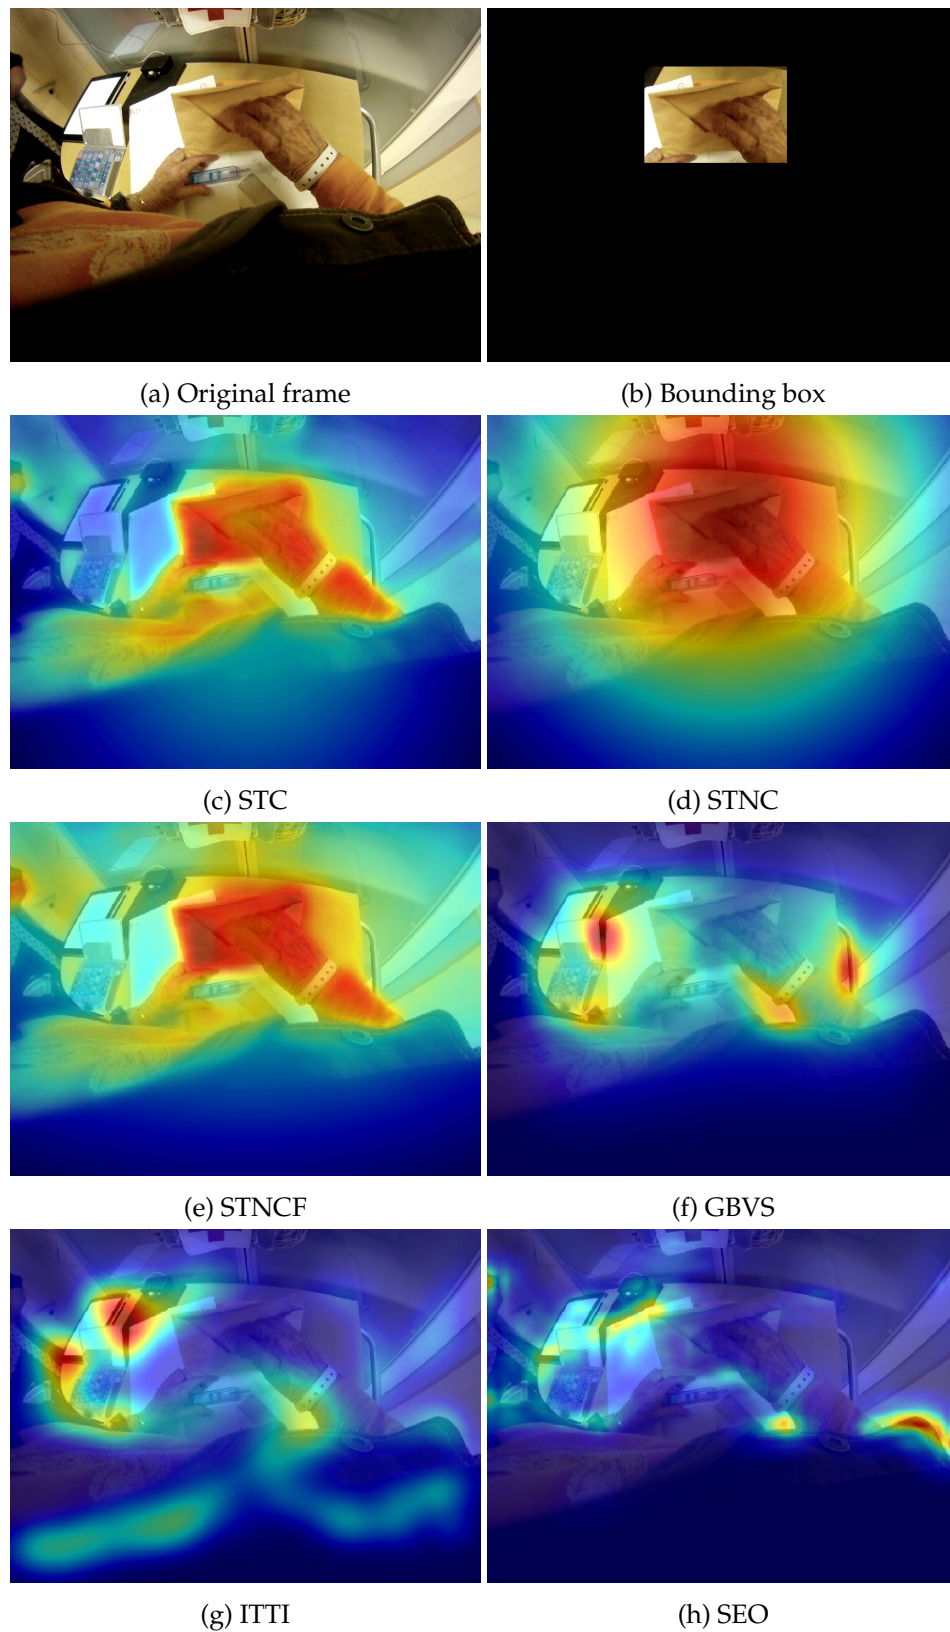 (a) Original frame
(b) Bounding box
(c) STC
(d) STNC
(e) STNCF
(f) GBVS
(g) ITTI
(h) SEO